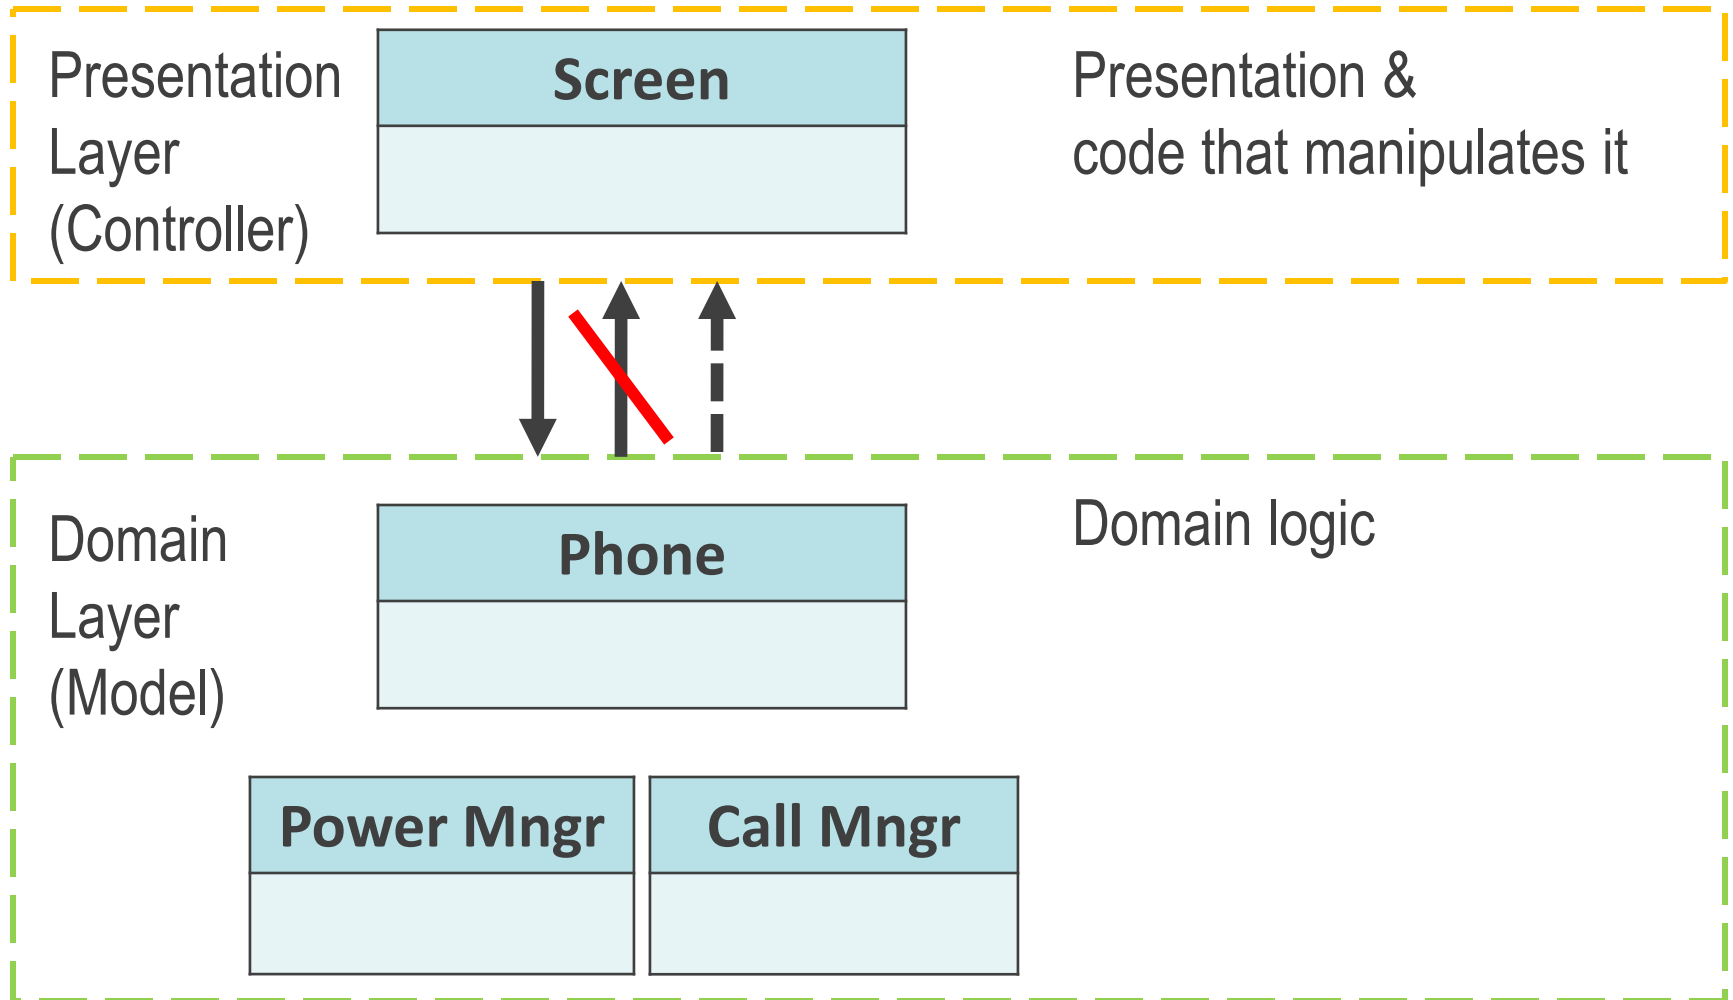 Presentation
Layer
(Controller)
Screen
Presentation &
code that manipulates it
Domain
Layer
(Model)
Phone
Domain logic
Power Mngr
Call Mngr